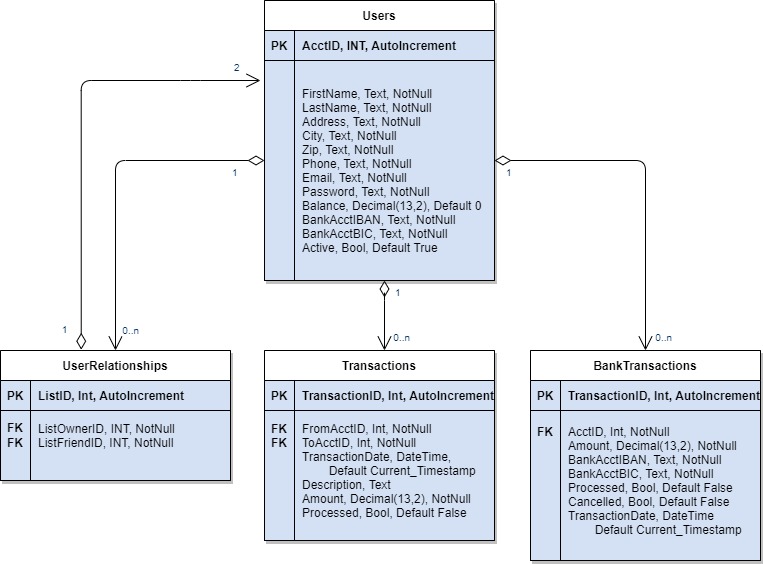 Users
PK AcctID, INT, AutoIncrement
FirstName, Text, NotNull
LastName, Text, NotNull
Address, Text, NotNull
City, Text, NotNull
Zip, Text, NotNull
Phone, Text, NotNull
Email, Text, NotNull
Password, Text, NotNull
Balance, Decimal(13,2), Default 0
BankAcctIBAN, Text, NotNull
BankAcctBIC, Text, NotNull
Active, Bool, Default True
2
1
1
1
1
0..n
0..n
0..n
UserRelationships
PK ListID, Int, AutoIncrement
FK ListOwnerID, INT, NotNull
FK ListFriendID, INT, NotNull
Transactions
PK TransactionID, Int, AutoIncrement
FK FromAcctID, Int, NotNull
FK ToAcctID, Int, NotNull
TransactionDate, DateTime,
Default Current_Timestamp
Description, Text
Amount, Decimal(13,2), NotNull
Processed, Bool, Default False
BankTransactions
PK TransactionID, Int, AutoIncrement
FK AcctID, Int, NotNull
Amount, Decimal(13,2), NotNull
BankAcctIBAN, Text, NotNull
BankAcctBIC, Text, NotNull
Processed, Bool, Default False
Cancelled, Bool, Default False
TransactionDate, DateTime
Default Current_Timestamp